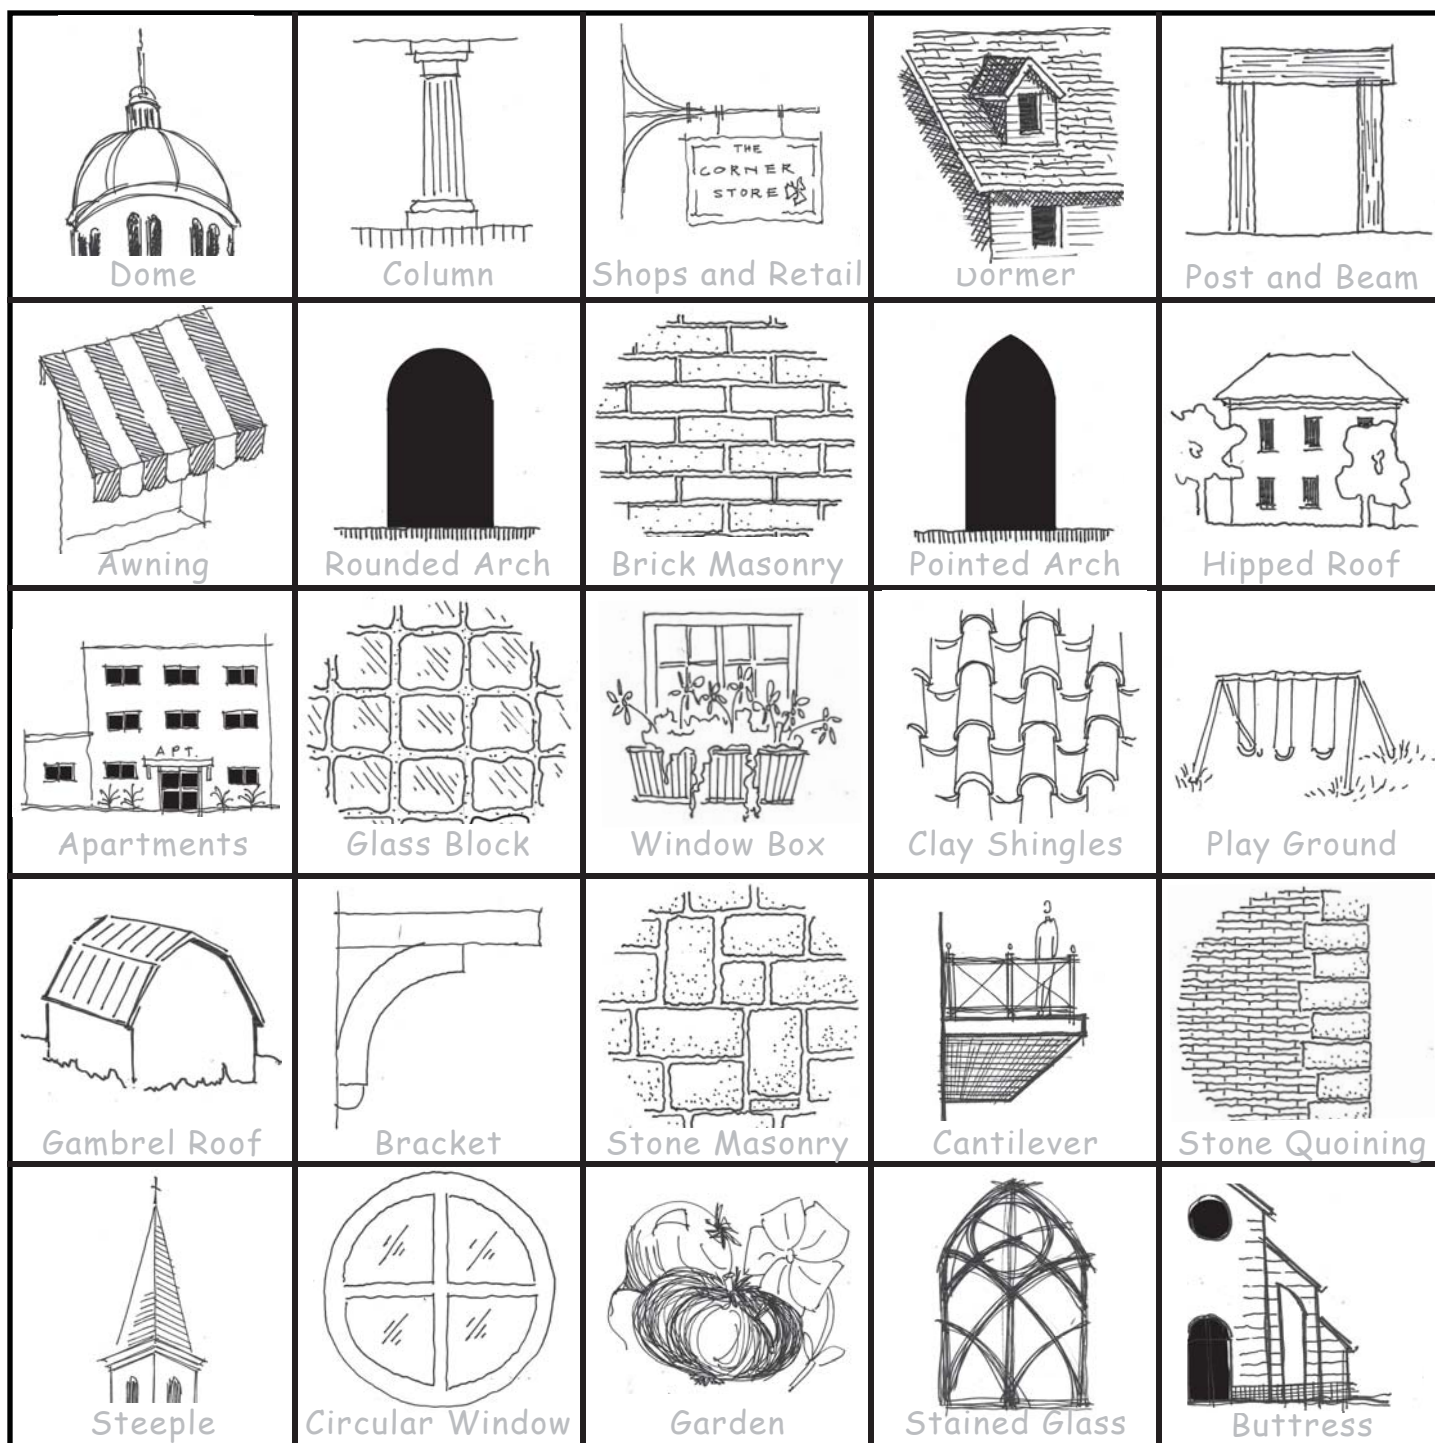 THE
CORNER
STORE
Dome
Column
Shops and Retail
Dormer
Post and Beam
Awning
Rounded Arch
Brick Masonry
Pointed Arch
Hipped Roof
APT.
Apartments
Glass Block
Window Box
Clay Shingles
Play Ground
Gambrel Roof
Bracket
Stone Masonry
Cantilever
Stone Quoining
Steeple
Circular Window
Garden
Stained Glass
Buttress